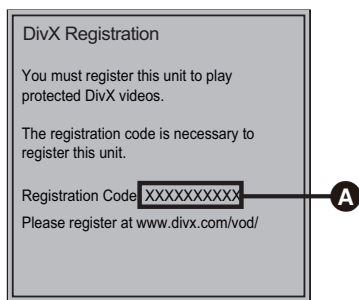 DivX Registration
You must register this unit to play
protected DivX videos.
The registration code is necessary to
register this unit.
Registration Code XXXXXXXXXX
A
Please register at www.divx.com/vod/